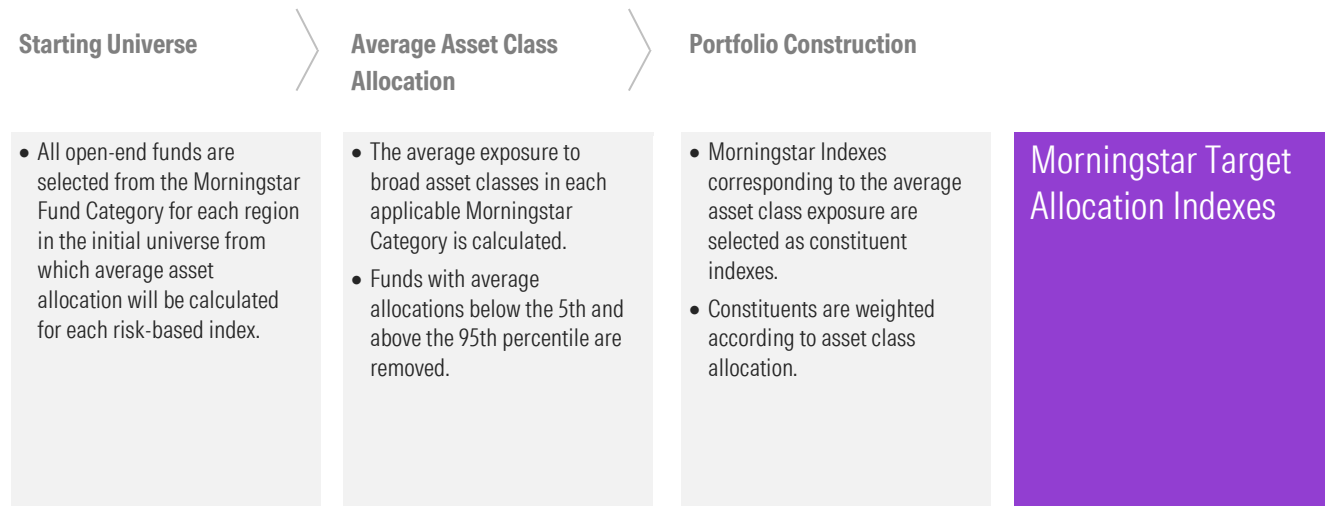 Starting Universe
Average Asset Class
Allocation
Portfolio Construction
• All open-end funds are
selected from the Morningstar
Fund Category for each region
in the initial universe from
which average asset
allocation will be calculated
for each risk-based index.
• The average exposure to
broad asset classes in each
applicable Morningstar
Category is calculated.
• Funds with average
allocations below the 5th and
above the 95th percentile are
removed.
• Morningstar Indexes
corresponding to the average
asset class exposure are
selected as constituent
indexes.
• Constituents are weighted
according to asset class
allocation.
Morningstar Target
Allocation Indexes